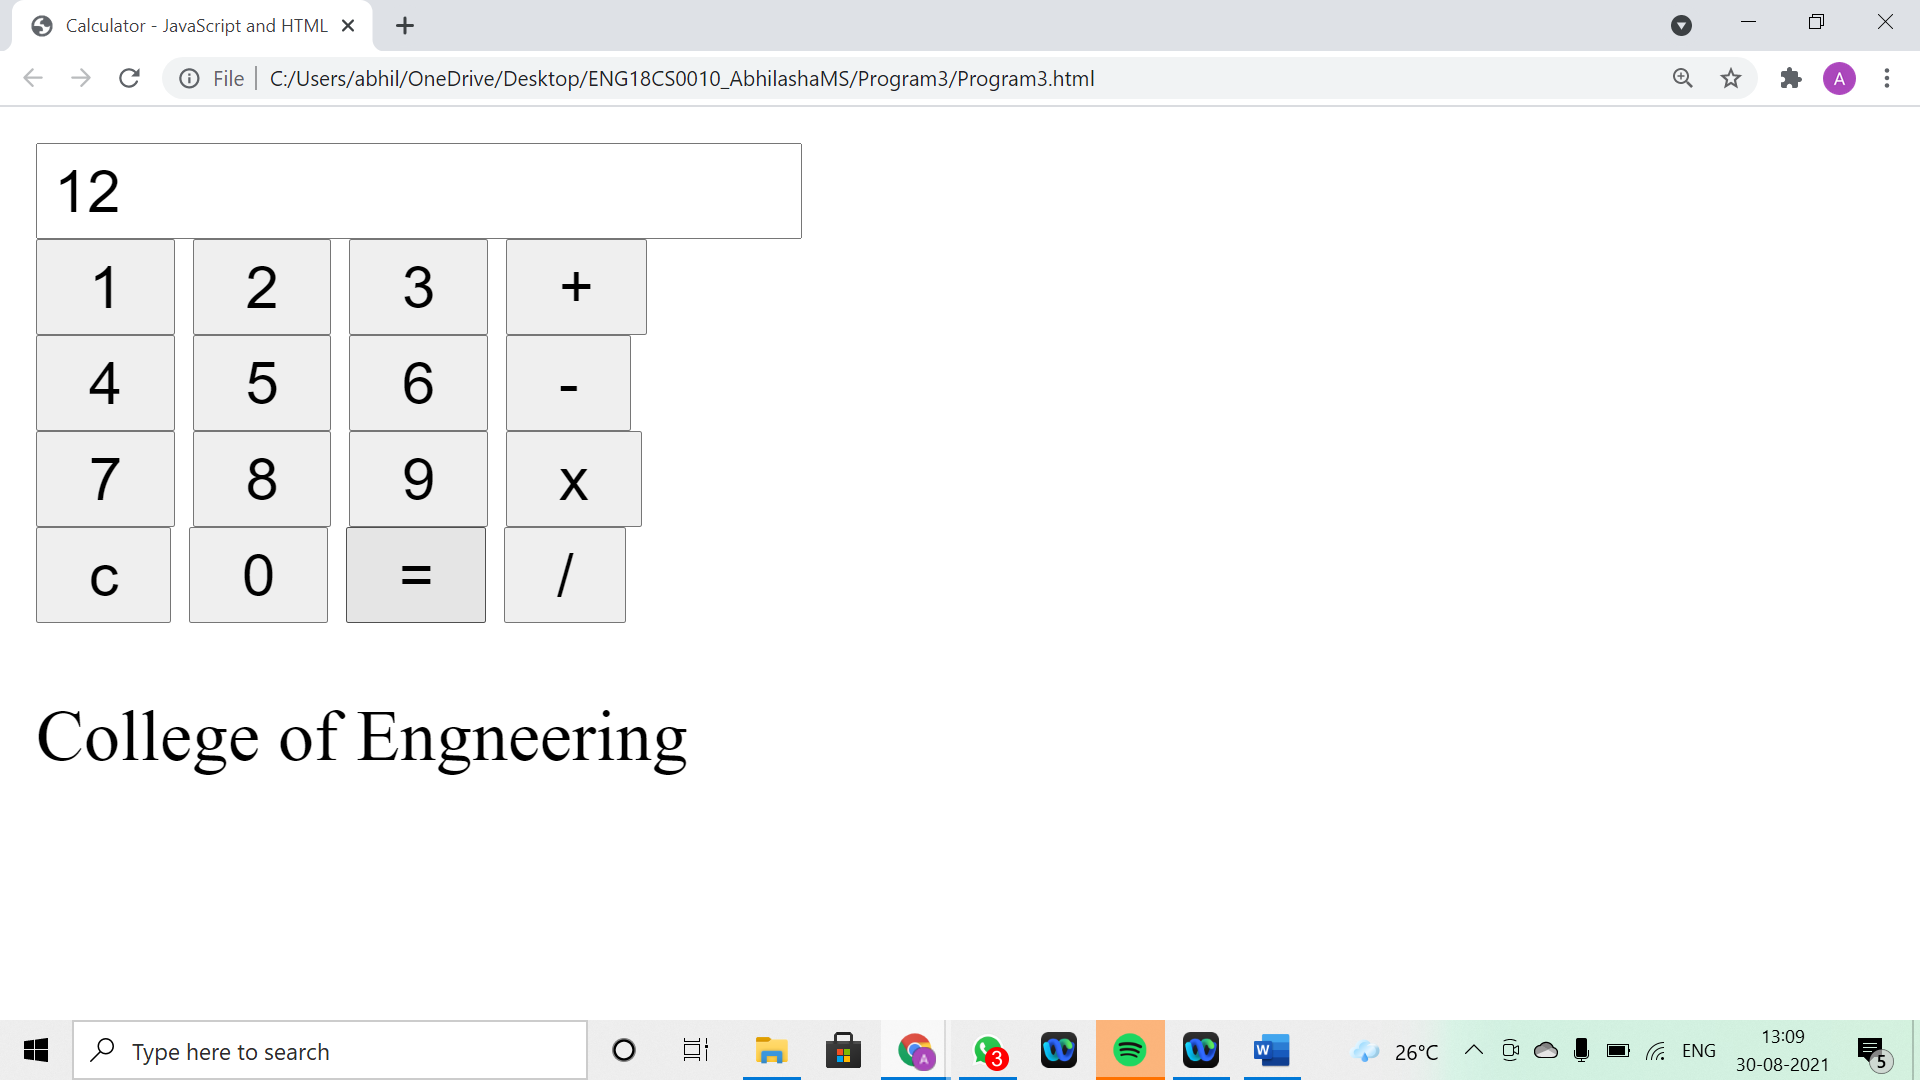 Calculator - JavaScript and HTML
File C:/Users/abhil/OneDrive/Desktop/ENG18CS0010_AbhilashaMS/Program3/Program3.html A
12
1 2 3 +
4 5 6 -
7 8 9 x
c 0 = /
College of Engneering
Type here to search A 3 W 26°C ENG 13:09 5
30-08-2021